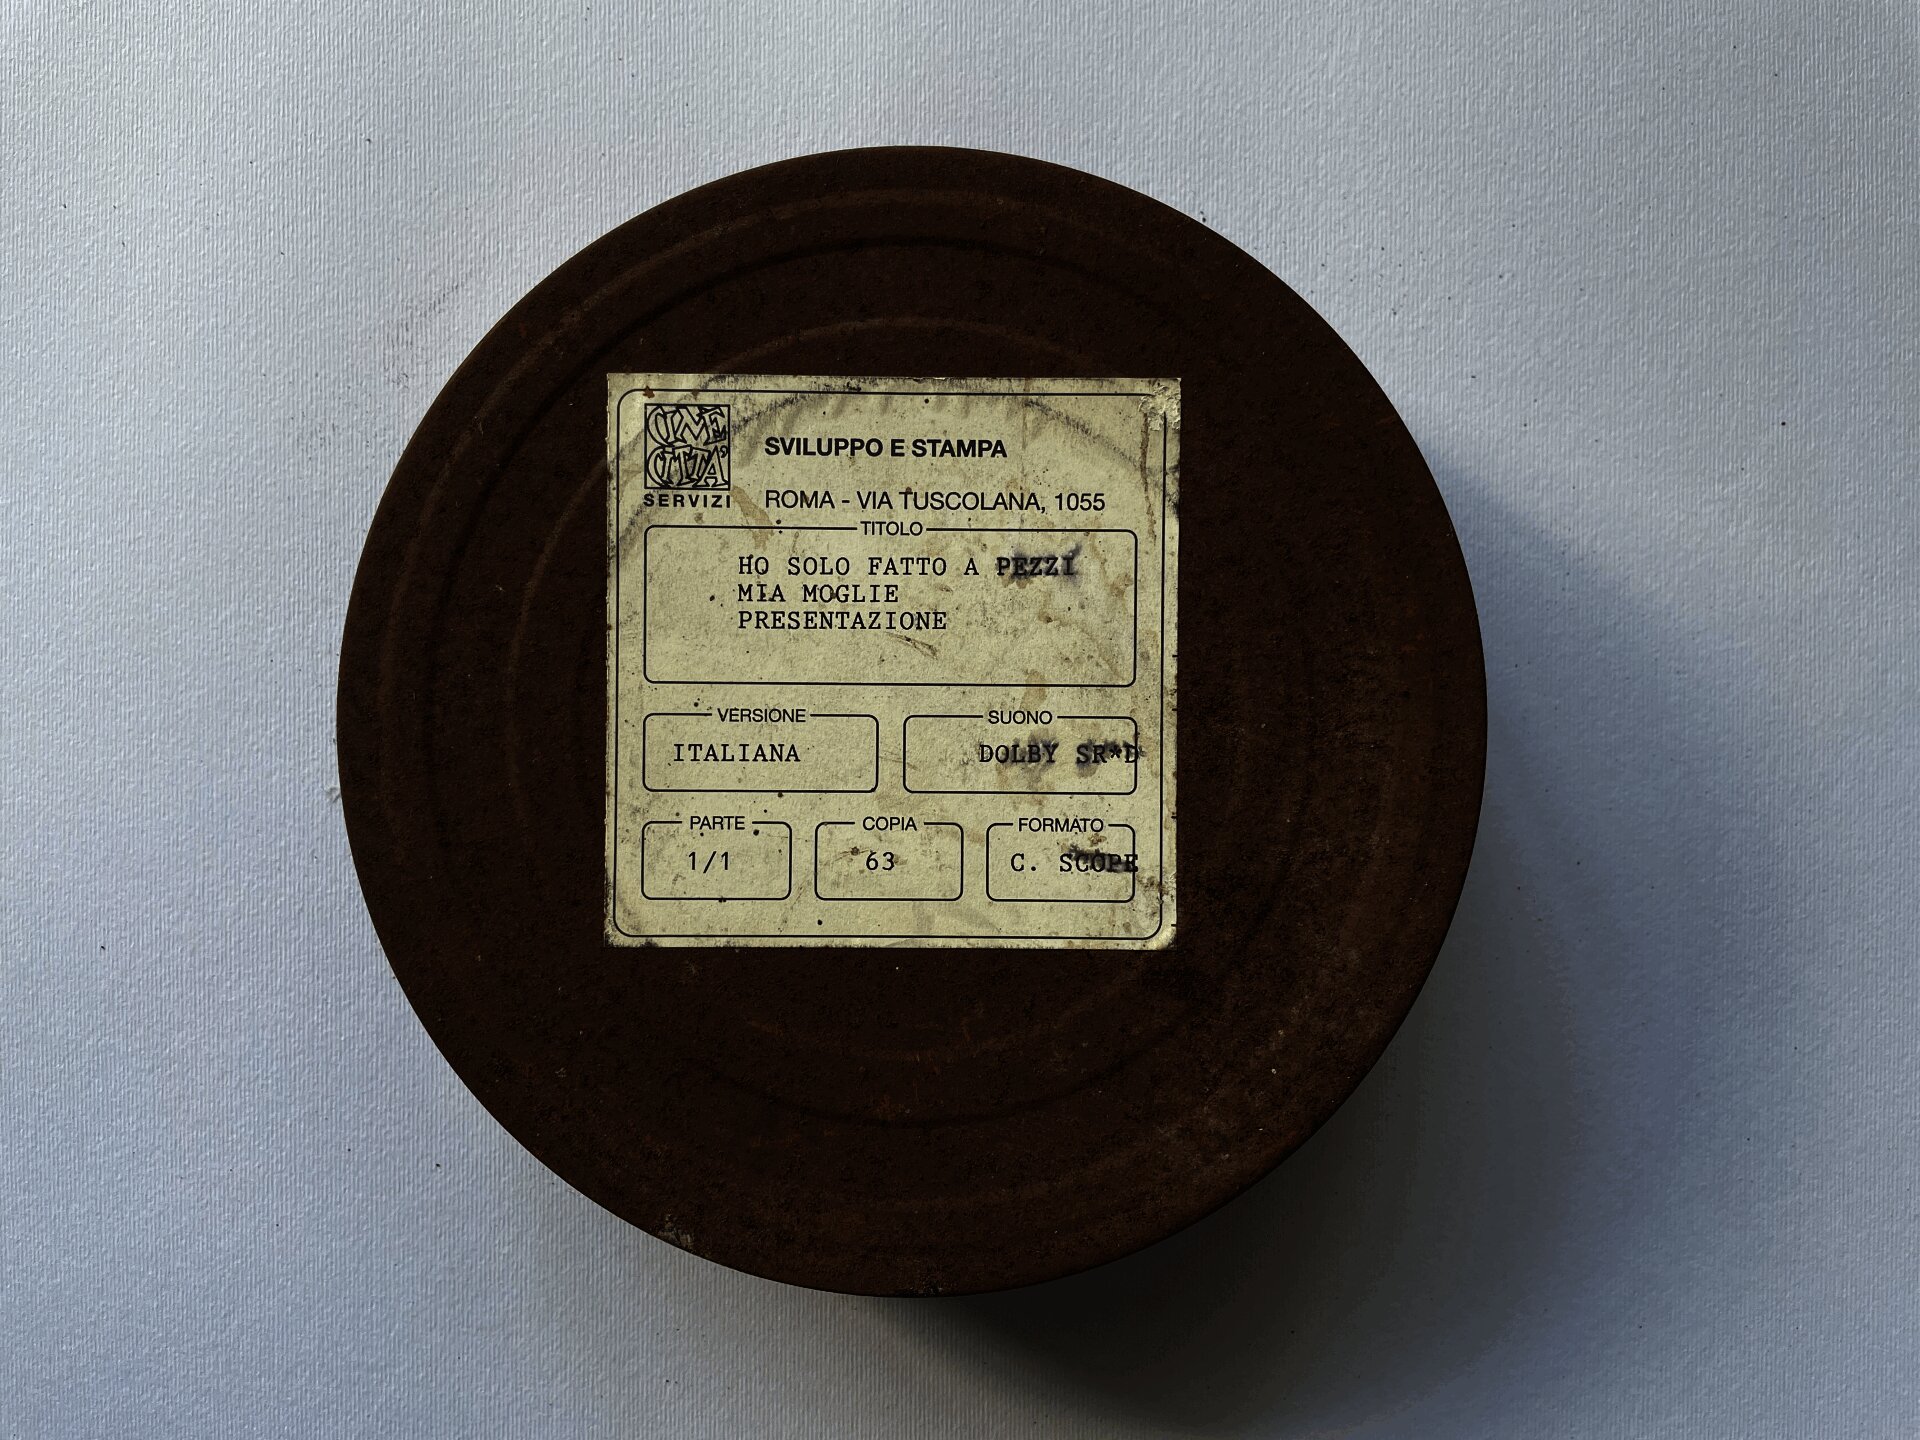 CINE
CITTA'
SERVIZI
SVILUPPO E STAMPA
ROMA - VIA TUSCOLANA, 1055
TITOLO
HO SOLO FATTO A PEZZI
MIA MOGLIE
PRESENTAZIONE
VERSIONE
ITALIANA
SUONO
DOLBY SR*D
PARTE
1/1
COPIA
63
FORMATO
C. SCOPE